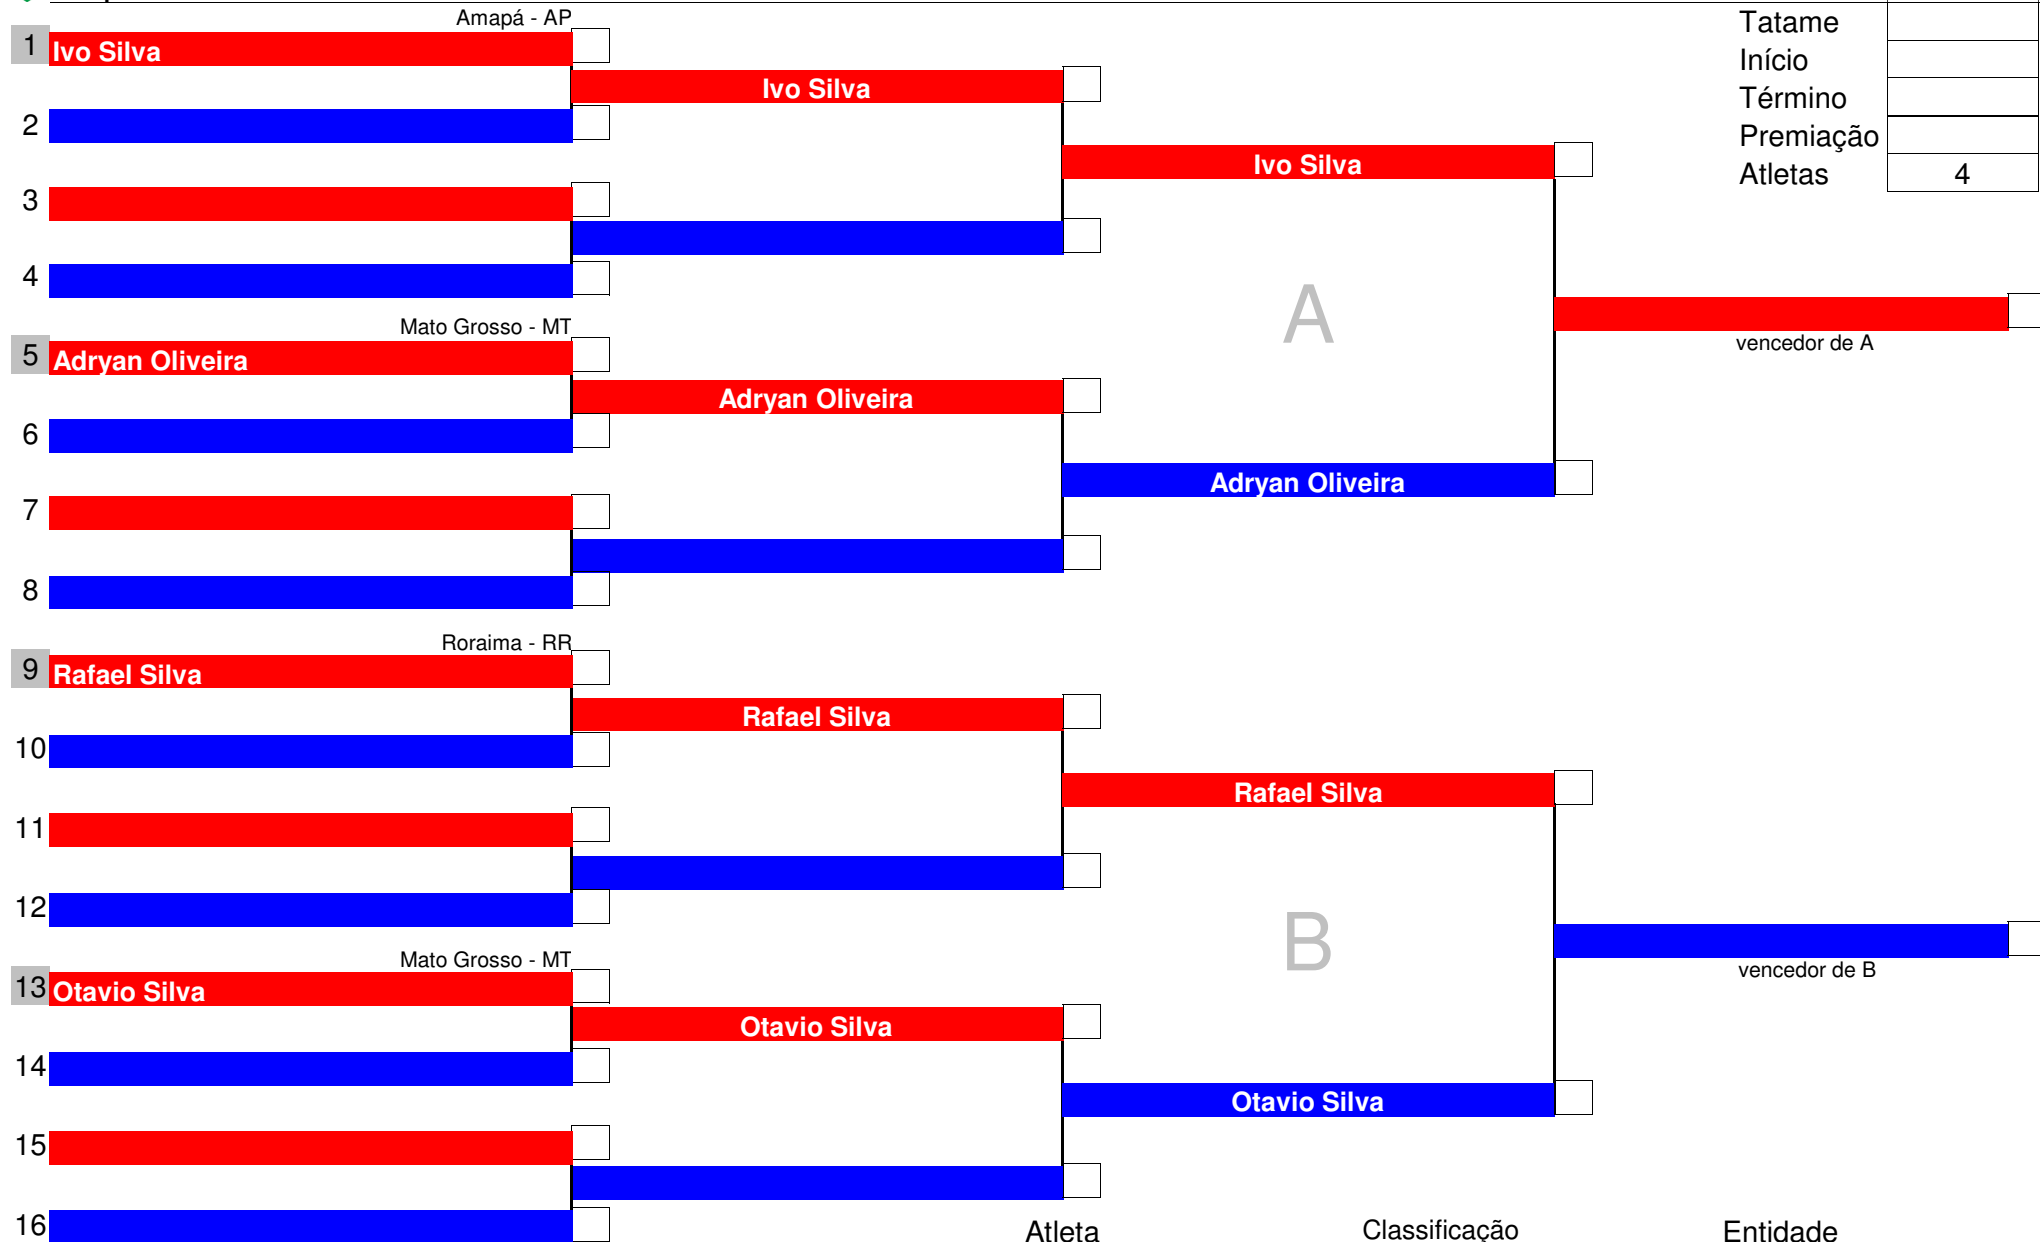 Amapá - AP
Tatame
1 Ivo Silva
Início
Ivo Silva
Término
2
Premiação
Ivo Silva
Atletas 4
3
4
A
Mato Grosso - MT
vencedor de A
5 Adryan Oliveira
Adryan Oliveira
6
Adryan Oliveira
7
8
Roraima - RR
9 Rafael Silva
Rafael Silva
10
Rafael Silva
11
12
B
Mato Grosso - MT
vencedor de B
13 Otavio Silva
Otavio Silva
14
Otavio Silva
15
16
Atleta Classificação Entidade